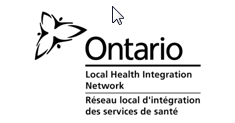 Ontario
Local Health Integration
Network
Réseau local d'intégration
des services de santé